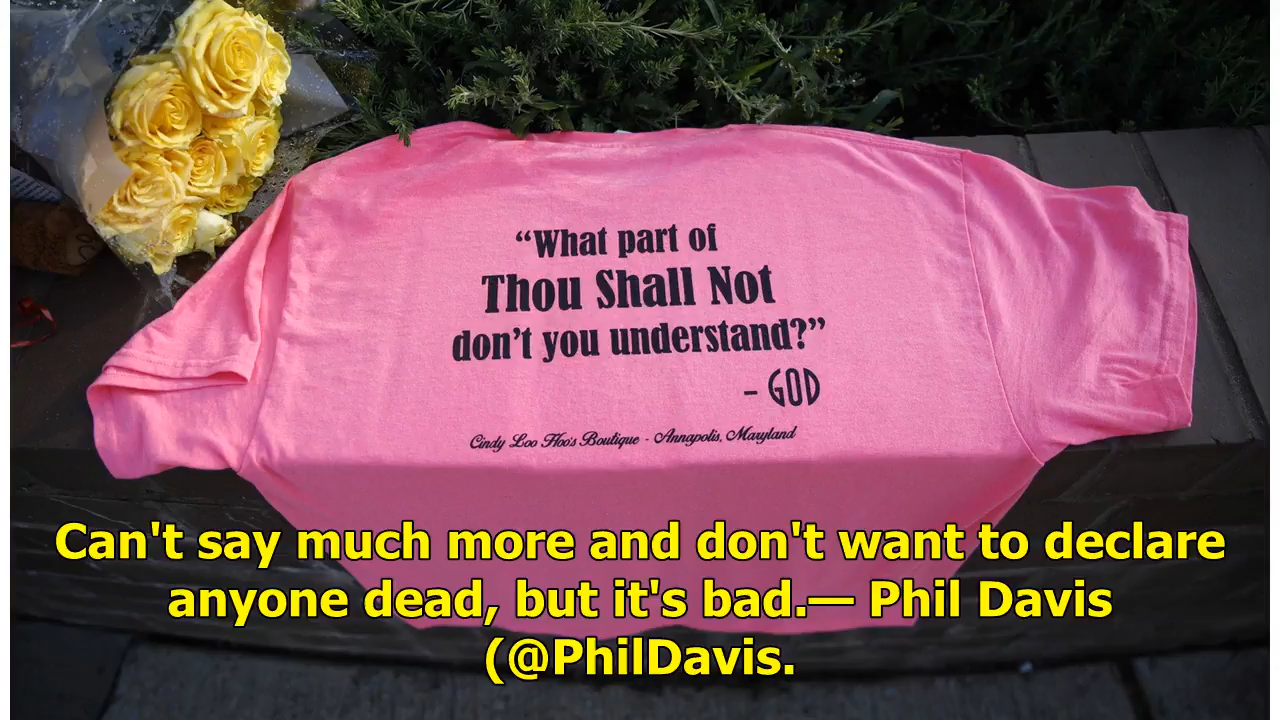 “What part of
Thou Shall Not
don’t you understand?”
– GOD
Cindy Loo Hoo's Boutique - Annapolis, Maryland
Can't say much more and don't want to declare
anyone dead, but it's bad.— Phil Davis
(@PhilDavis.